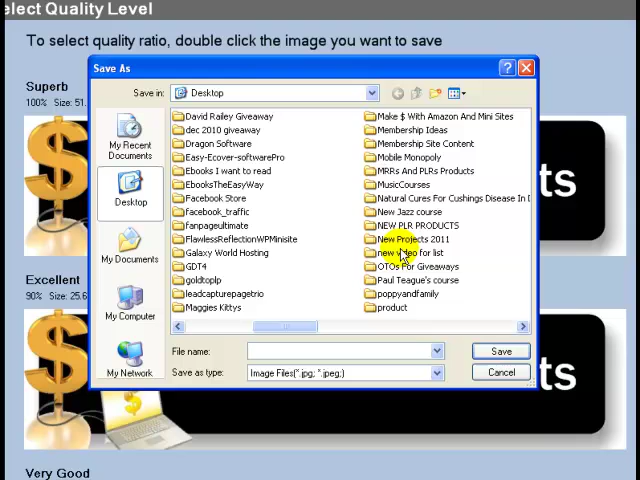 elect Quality Level
To select quality ratio, double click the image you want to save
Superb
100% Size: 51.
Save As
Save in:
Desktop
My Recent
Documents
Desktop
My Documents
My Computer
My Network
David Railey Giveaway
dec 2010 giveaway
Dragon Software
Easy-Ecover-softwarePro
Ebooks I want to read
EbooksTheEasyWay
Facebook Store
facebook_traffic
fanpageultimate
FlawlessReflectionWPMinisite
Galaxy World Hosting
GDT4
goldtoplp
leadcapturepagetrio
Maggies Kittys
Make $ With Amazon And Mini Sites
Membership Ideas
Membership Site Content
Mobile Monopoly
MRRs And PLRs Products
MusicCourses
Natural Cures For Cushings Disease In D
New Jazz course
NEW PLR PRODUCTS
New Projects 2011
new video for list
OTOs For Giveaways
Paul Teague's course
poppyandfamily
product
File name:
Save
Save as type:
Image Files(*.jpg; *.jpeg;)
Cancel
ts
Excellent
90% Size: 25.6
ts
Very Good